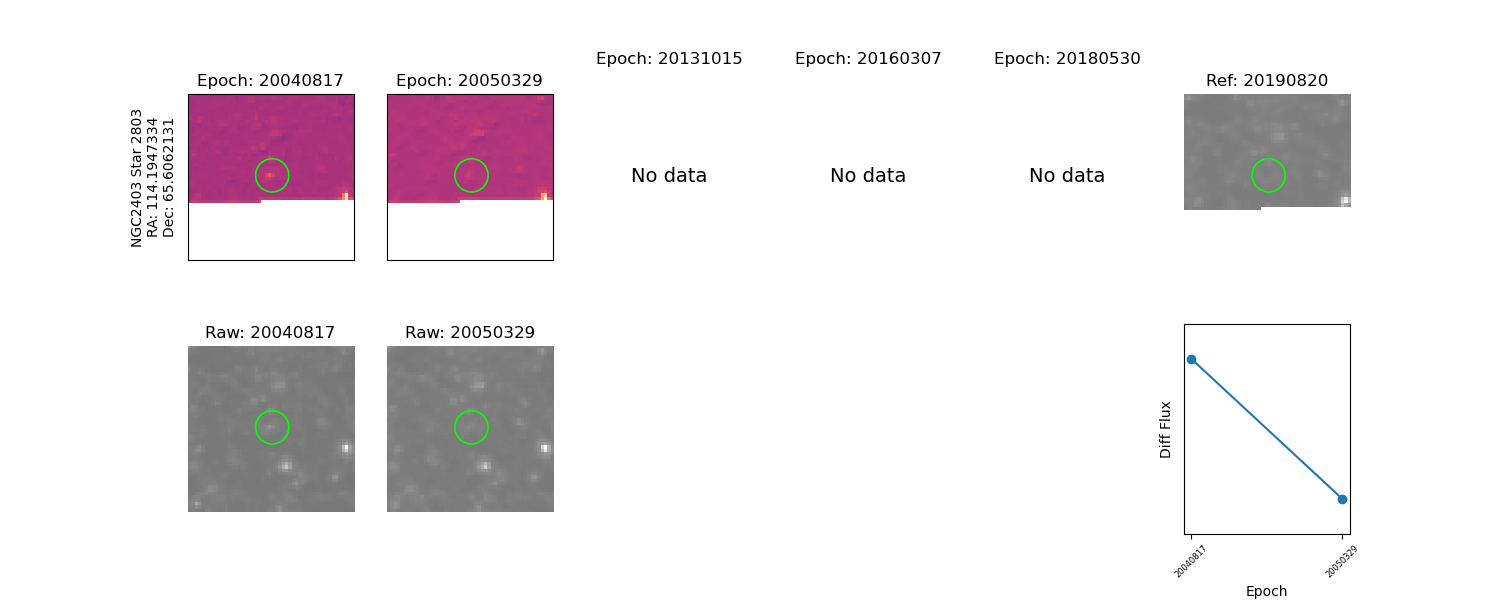 Epoch: 20040817
Epoch: 20050329
Epoch: 20131015
Epoch: 20160307
Epoch: 20180530
Ref: 20190820
NGC2403 Star 2803
RA: 114.1947334
Dec: 65.6062131
No data
No data
No data
Raw: 20040817
Raw: 20050329
Diff Flux
20040817
20050329
Epoch